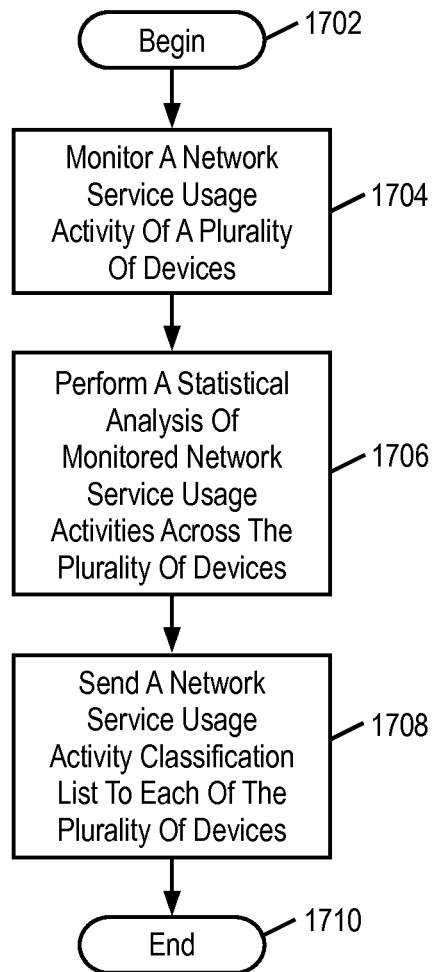 Begin
1702
Monitor A Network
Service Usage
Activity Of A Plurality
Of Devices
1704
Perform A Statistical
Analysis Of
Monitored Network
Service Usage
Activities Across The
Plurality Of Devices
1706
Send A Network
Service Usage
Activity Classification
List To Each Of The
Plurality Of Devices
1708
End
1710